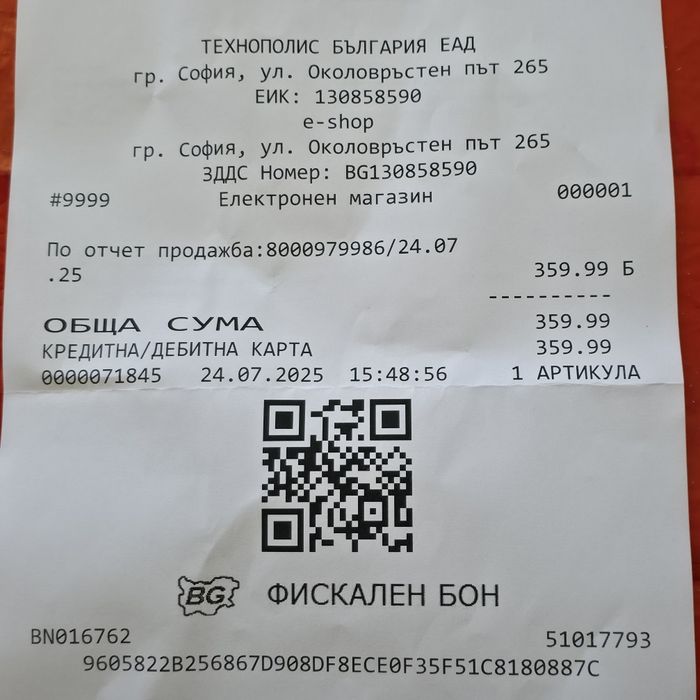 ТЕХНОПОЛИС БЪЛГАРИЯ ЕАД
гр. София, ул. Околовръстен път 265
ЕИК: 130858590
e-shop
гр. София, ул. Околовръстен път 265
ЗДДС Номер: BG130858590
#9999 Електронен магазин 000001
По отчет продажба:8000979986/24.07
.25 359.99 Б
----------
ОБЩА СУМА 359.99
КРЕДИТНА/ДЕБИТНА КАРТА 359.99
0000071845 24.07.2025 15:48:56 1 АРТИКУЛА
BG ФИСКАЛЕН БОН
BN016762 51017793
9605822B256867D908DF8ECE0F35F51C8180887C